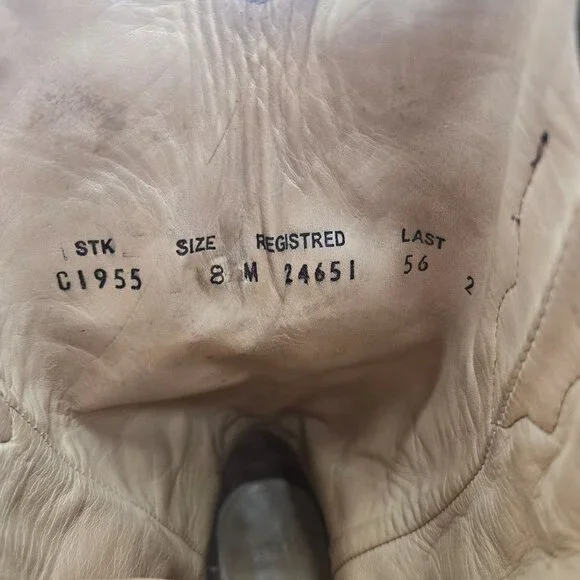 STK SIZE REGISTRED LAST
C1955 8 M 24651 56 2